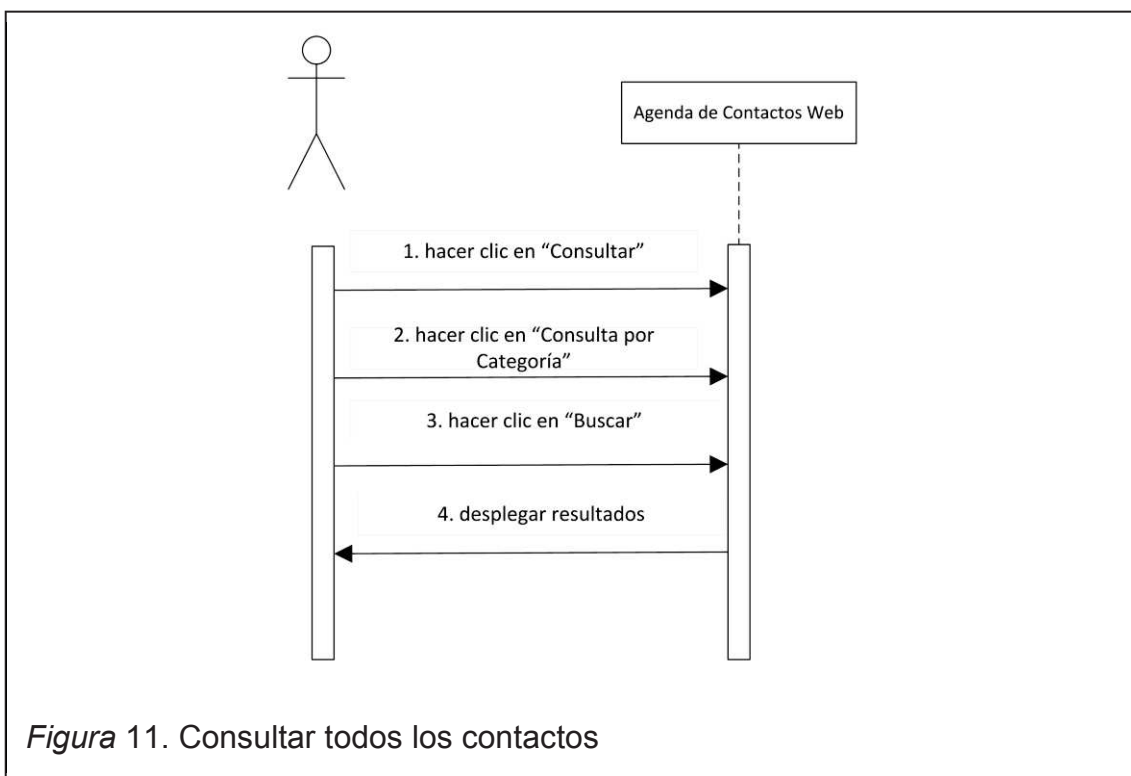 Agenda de Contactos Web
1. hacer clic en “Consultar”
2. hacer clic en “Consulta por
Categoría”
3. hacer clic en “Buscar”
4. desplegar resultados
Figura 11. Consultar todos los contactos